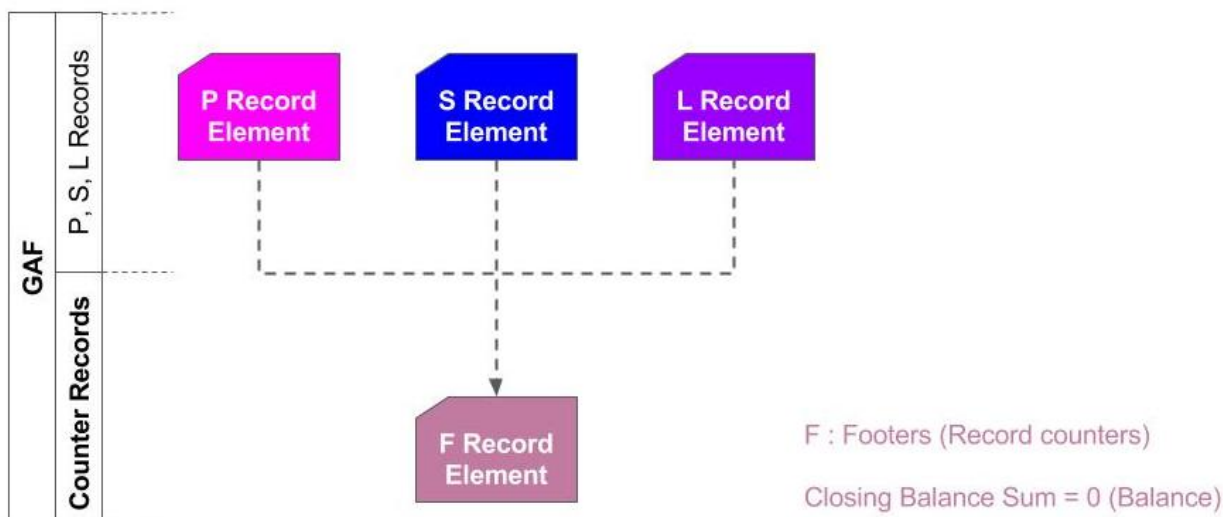 GAF
P, S, L Records
P Record
Element
S Record
Element
L Record
Element
Counter Records
F Record
Element
F : Footers (Record counters)
Closing Balance Sum = 0 (Balance)